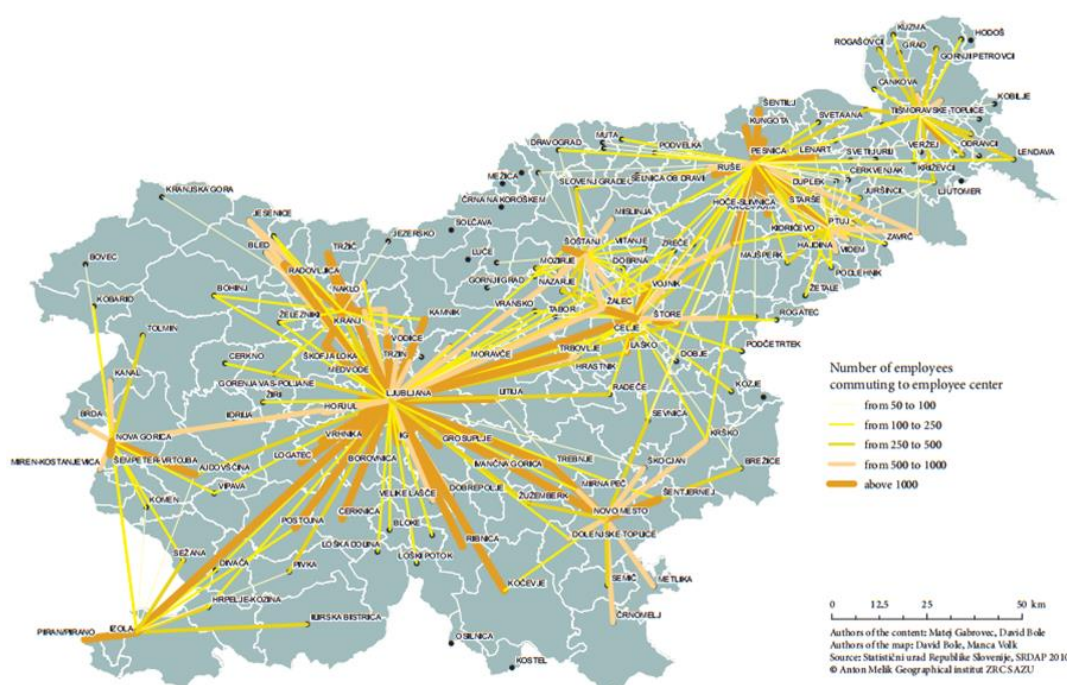 KUZMA
HODOŠ
ROGAŠOVCI
GRAD
GORNJI PETROVCI
CANKOVA
KOBILJE
TIŠMORAVSKE-TOPLICE
ŠENTILJ
KUNGOTA
SVETA ANA
DRAVOGRAD
MUTA
PODVELKA
PESNICA
LENART
SVETI JURIJ
VERŽEJ
ODRANCI
LENDAVA
RUŠE
CERKVENJAK
KRIŽEVCI
MEŽICA
SLOVENJ GRADEC
SELNICA OB DRAVI
DUPLEK
LJUTOMER
KRANJSKA GORA
ČRNA NA KOROŠKEM
HOČE-SLIVNICA
STARŠE
JURŠINCI
JESENICE
JEZERSKO
SOLČAVA
MISLINJA
KIDRIČEVO
PTUJ
TRŽIČ
ŠOŠTANJ
VITANJE
ZREČE
HAJDINA
VIDEM
ZAVRČ
BLED
LUČE
MOZIRJE
DOBRNA
MAJŠPERK
BOVEC
RADOVLJICA
GORNJI GRAD
NAZARJE
VOJNIK
PODLEHNIK
NAKLO
ŽETALE
BOHINJ
VRANSKO
ŽALEC
KOBARID
TABOR
ŽELEZNIKI
KRANJ
KAMNIK
ŠTORE
ROGATEC
TOLMIN
VODICE
CELJE
CERKNO
ŠKOFJA LOKA
TRZIN
MORAVČE
TRBOVLJE
LAŠKO
PODČETRTEK
KANAL
MEDVODE
HRASTNIK
DOBJE
GORENJA VAS-POLJANE
LJUBLJANA
LITIJA
RADEČE
KOZJE
ŽIRI
BRDA
IDRIJA
HORJUL
SEVNICA
NOVA GORICA
VRHNIKA
IG
GROSUPLJE
KRŠKO
MIREN-KOSTANJEVICA
ŠEMPETER-VRTOJBA
LOGATEC
BOROVNICA
IVANČNA GORICA
TREBNJE
AJDOVŠČINA
ŠKOCJAN
BREŽICE
VIPAVA
VELIKE LAŠČE
DOBREPOLJE
MIRNA PEČ
KOMEN
ŽUŽEMBERK
ŠENTJERNEJ
POSTOJNA
CERKNICA
BLOKE
NOVO MESTO
RIBNICA
DOLENJSKE-TOPLICE
SEŽANA
LOŠKA DOLINA
DIVAČA
PIVKA
LOŠKI POTOK
KOČEVJE
SEMIČ
METLIKA
HRPELJE-KOZINA
ČRNOMELJ
IZOLA
PIRAN/PIRANO
ILIRSKA BISTRICA
OSILNICA
KOSTEL
Number of employees
commuting to employee center
from 50 to 100
from 100 to 250
from 250 to 500
from 500 to 1000
above 1000
0 12.5 25 50 km
Authors of the content: Matej Gabrovec, David Bole
Authors of the map: David Bole, Manca Volk
Source: Statistični urad Republike Slovenije, SRDAP 2010
© Anton Melik Geographical institut ZRC SAZU